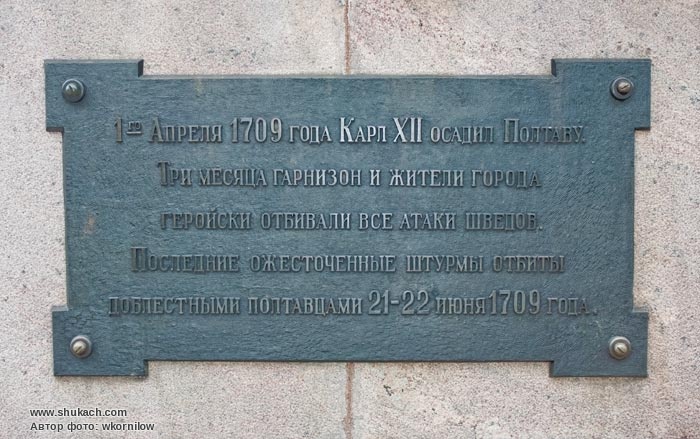 1го Апреля 1709 года Карл XII осадил Полтаву.
Три месяца гарнизон и жители города
геройски отбивали все атаки шведов.
Последние ожесточенные штурмы отбиты
доблестными полтавцами 21-22 июня 1709 года.
www.shukach.com
Автор фото: wkornilow